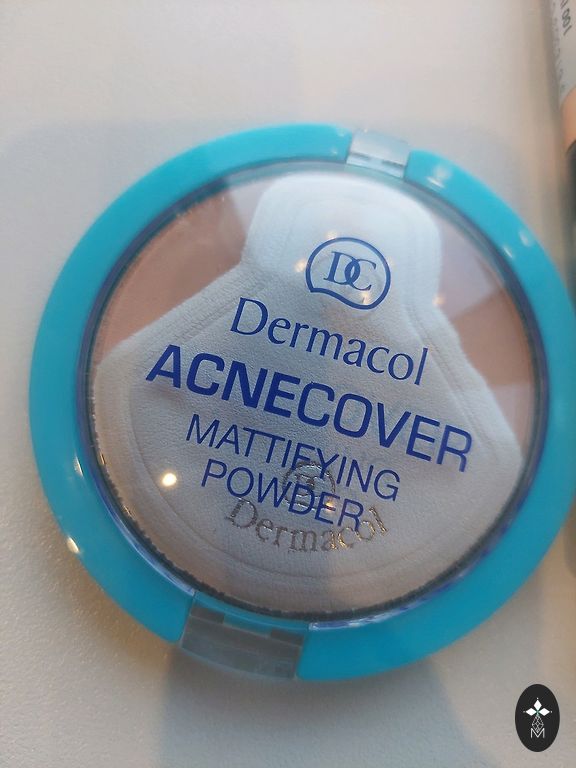 DC
Dermacol
ACNECOVER
MATTIFYING
POWDER
Dermacol